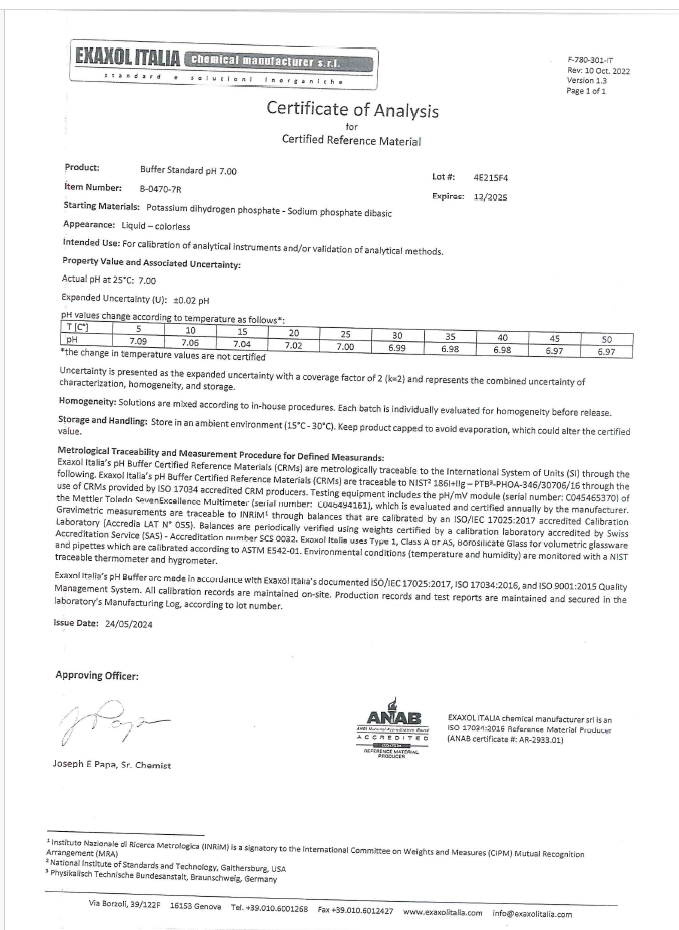 EXAXOL ITALIA chemical manufacturer s.r.l.
standard e soluzioni inorganiche
F-780-301-IT
Rev: 10 Oct. 2022
Version 1.3
Page 1 of 1
Certificate of Analysis
for
Certified Reference Material
Product: Buffer Standard pH 7.00
Lot #: 4E215F4
Item Number: B-0470-7R
Expires: 12/2025
Starting Materials: Potassium dihydrogen phosphate - Sodium phosphate dibasic
Appearance: Liquid – colorless
Intended Use: For calibration of analytical instruments and/or validation of analytical methods.
Property Value and Associated Uncertainty:
Actual pH at 25°C: 7.00
Expanded Uncertainty (U): ±0.02 pH
pH values change according to temperature as follows*:
T [C°] 5 10 15 20 25 30 35 40 45 50
pH 7.09 7.06 7.04 7.02 7.00 6.99 6.98 6.98 6.97 6.97
*the change in temperature values are not certified
Uncertainty is presented as the expanded uncertainty with a coverage factor of 2 (k=2) and represents the combined uncertainty of
characterization, homogeneity, and storage.
Homogeneity: Solutions are mixed according to in-house procedures. Each batch is individually evaluated for homogeneity before release.
Storage and Handling: Store in an ambient environment (15°C - 30°C). Keep product capped to avoid evaporation, which could alter the certified
value.
Metrological Traceability and Measurement Procedure for Defined Measurands:
Exaxol Italia's pH Buffer Certified Reference Materials (CRMs) are metrologically traceable to the International System of Units (SI) through the
following. Exaxol Italia's pH Buffer Certified Reference Materials (CRMs) are traceable to NIST² 186I+IIg – PTB³-PHOA-346/30706/16 through the
use of CRMs provided by ISO 17034 accredited CRM producers. Testing equipment includes the pH/mV module (serial number: C045465370) of
the Mettler Toledo SevenExcellence Multimeter (serial number: C046494161), which is evaluated and certified annually by the manufacturer.
Gravimetric measurements are traceable to INRiM¹ through balances that are calibrated by an ISO/IEC 17025:2017 accredited Calibration
Laboratory (Accredia LAT N° 055). Balances are periodically verified using weights certified by a calibration laboratory accredited by Swiss
Accreditation Service (SAS) - Accreditation number SCS 0032. Exaxol Italia uses Type 1, Class A or AS, Borosilicate Glass for volumetric glassware
and pipettes which are calibrated according to ASTM E542-01. Environmental conditions (temperature and humidity) are monitored with a NIST
traceable thermometer and hygrometer.
Exaxol Italia's pH Buffer are made in accordance with Exaxol Italia's documented ISO/IEC 17025:2017, ISO 17034:2016, and ISO 9001:2015 Quality
Management System. All calibration records are maintained on-site. Production records and test reports are maintained and secured in the
laboratory's Manufacturing Log, according to lot number.
Issue Date: 24/05/2024
Approving Officer:
Joseph E Papa, Sr. Chemist
ANAB
ANSI National Accreditation Board
ACCREDITED
REFERENCE MATERIAL
PRODUCER
EXAXOL ITALIA chemical manufacturer srl is an
ISO 17034:2016 Reference Material Producer
(ANAB certificate #: AR-2933.01)
¹ Instituto Nazionale di Ricerca Metrologica (INRiM) is a signatory to the International Committee on Weights and Measures (CIPM) Mutual Recognition
Arrangement (MRA)
² National Institute of Standards and Technology, Gaithersburg, USA
³ Physikalisch Technische Bundesanstalt, Braunschweig, Germany
Via Borzoli, 39/122F 16153 Genova Tel. +39.010.6001268 Fax +39.010.6012427 www.exaxolitalia.com info@exaxolitalia.com